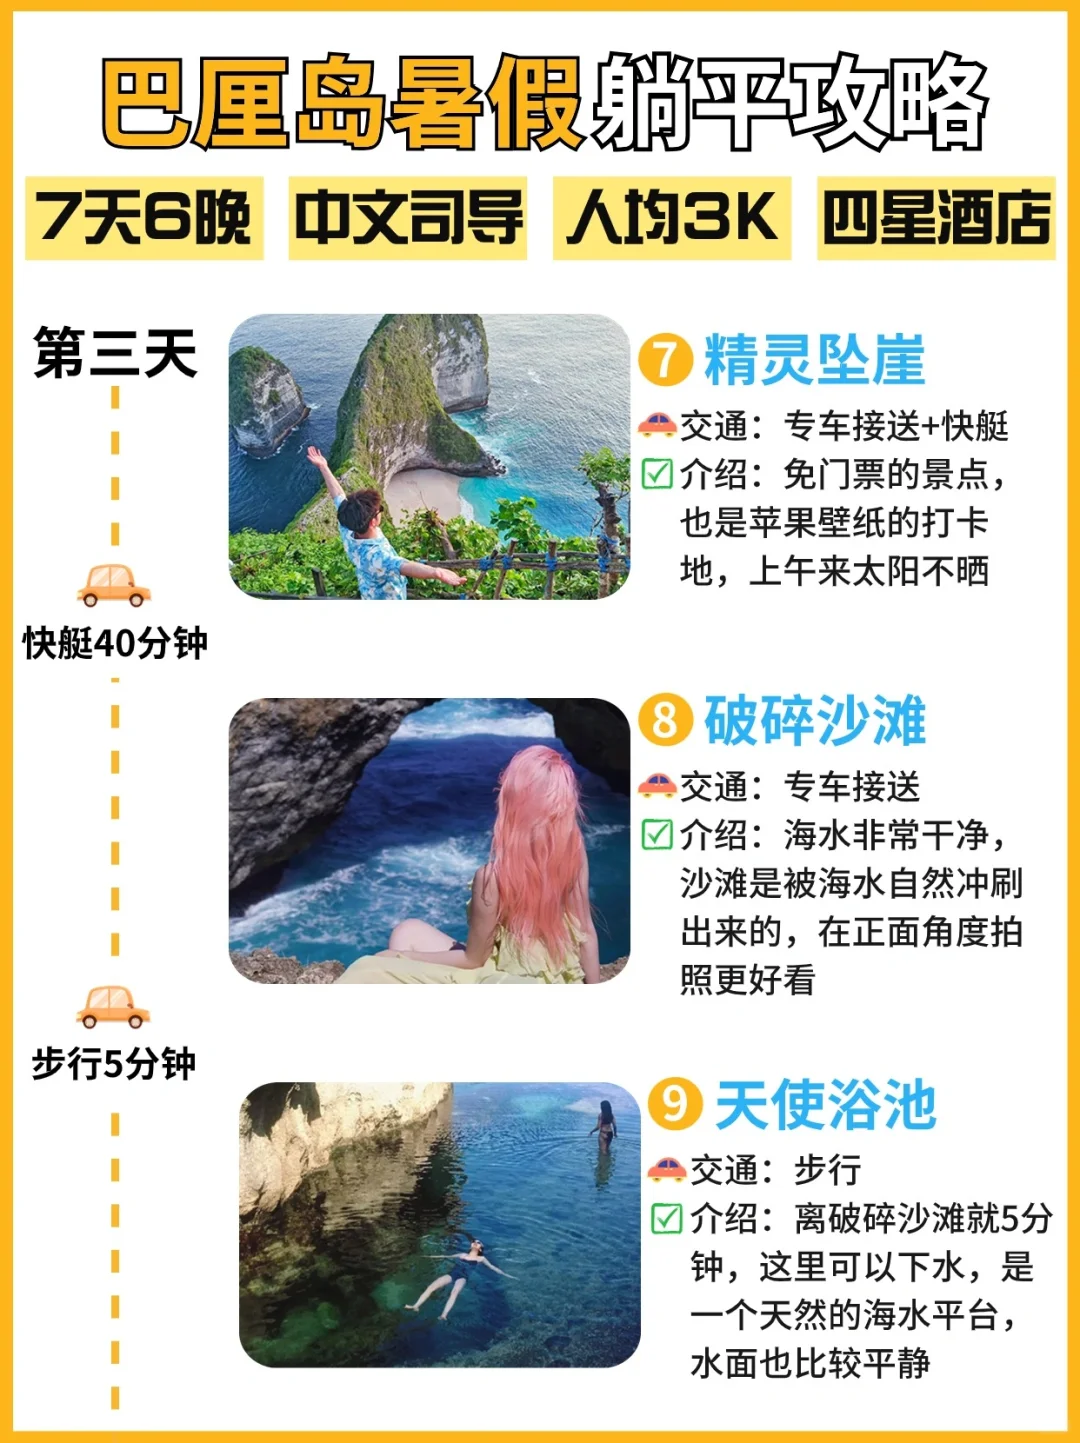 巴厘岛暑假躺平攻略
7天6晚 中文司导 人均3K 四星酒店
第三天
7 精灵坠崖
交通：专车接送+快艇
介绍：免门票的景点，
也是苹果壁纸的打卡
地，上午来太阳不晒
快艇40分钟
8 破碎沙滩
交通：专车接送
介绍：海水非常干净，
沙滩是被海水自然冲刷
出来的，在正面角度拍
照更好看
步行5分钟
9 天使浴池
交通：步行
介绍：离破碎沙滩就5分
钟，这里可以下水，是
一个天然的海水平台，
水面也比较平静